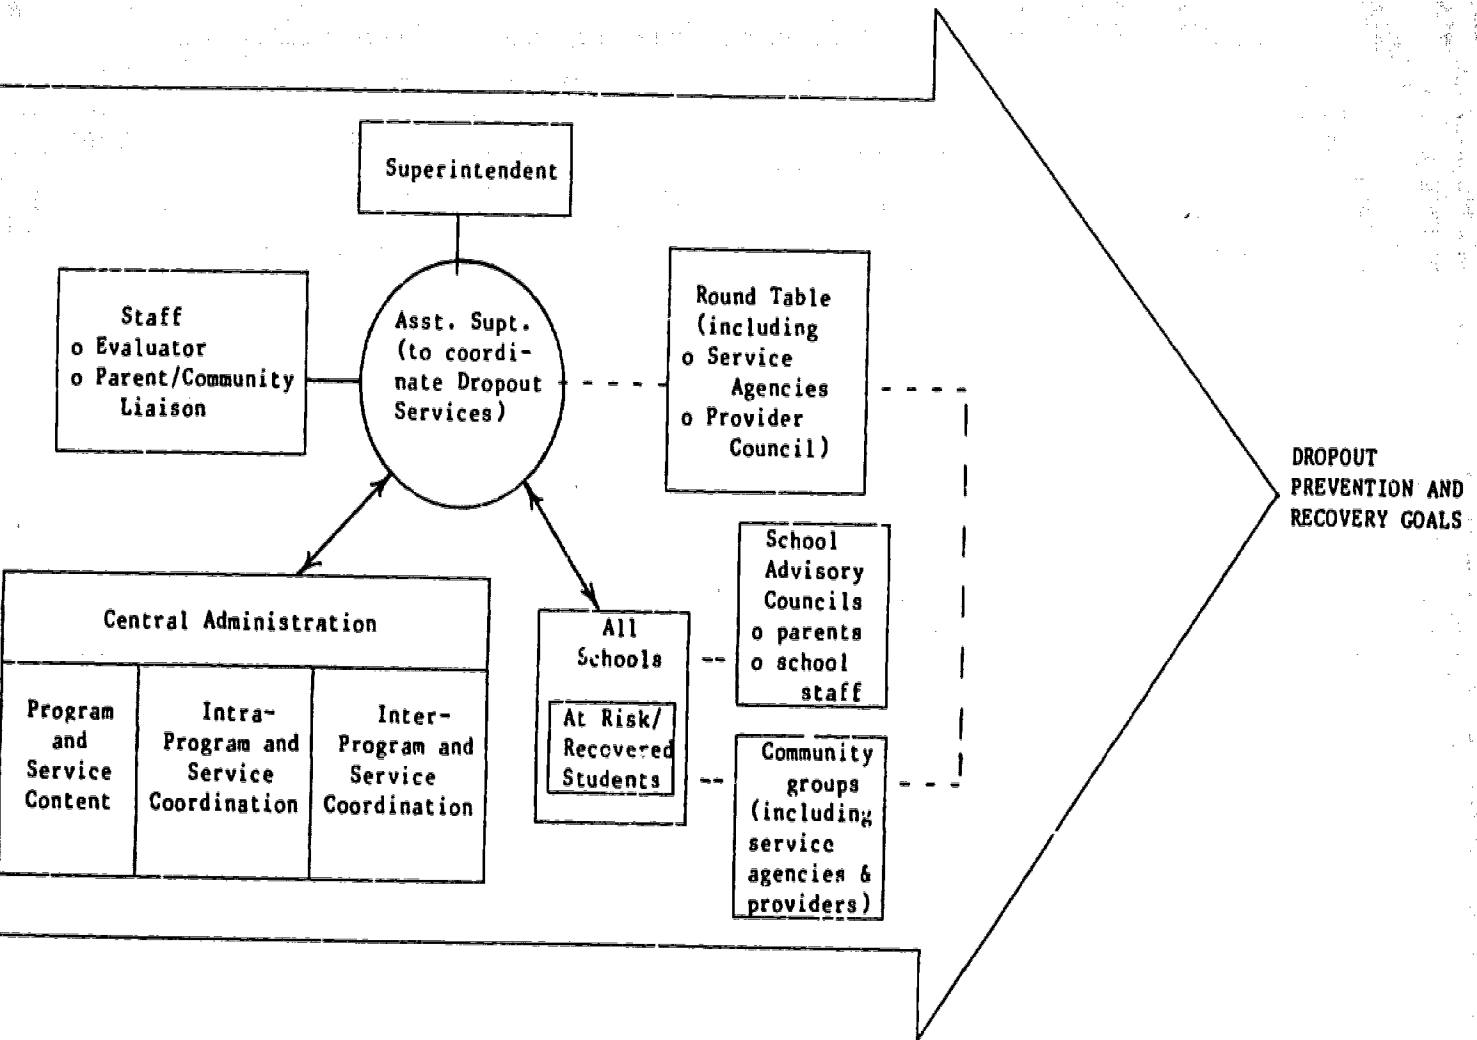 Superintendent
Staff
o Evaluator
o Parent/Community
Liaison
Asst. Supt.
(to coordi-
nate Dropout
Services)
Round Table
(including
o Service
Agencies
o Provider
Council)
DROPOUT
PREVENTION AND
RECOVERY GOALS
Central Administration
Program
and
Service
Content
Intra-
Program and
Service
Coordination
Inter-
Program and
Service
Coordination
All
Schools
At Risk/
Recovered
Students
School
Advisory
Councils
o parents
o school
staff
Community
groups
(including
service
agencies &
providers)